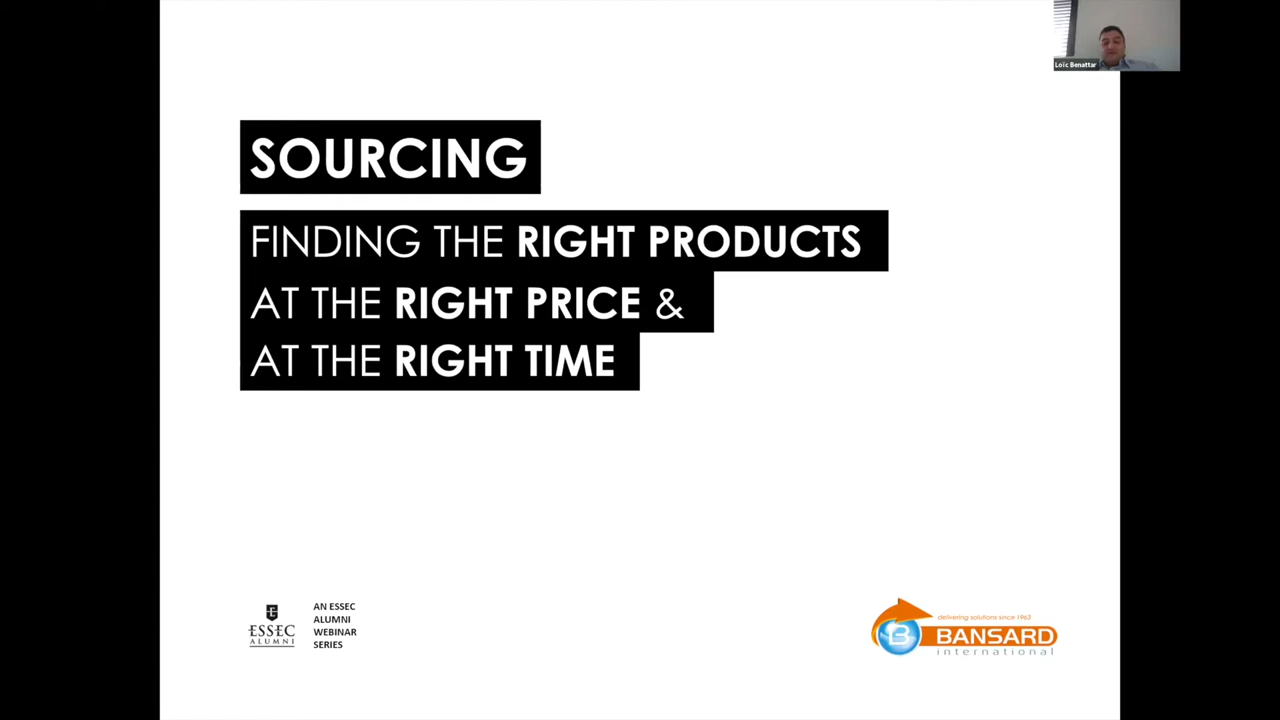 Loïc Benattar
SOURCING
FINDING THE RIGHT PRODUCTS
AT THE RIGHT PRICE &
AT THE RIGHT TIME
ESSEC
ALUMNI
AN ESSEC
ALUMNI
WEBINAR
SERIES
delivering solutions since 1963
B
BANSARD
international